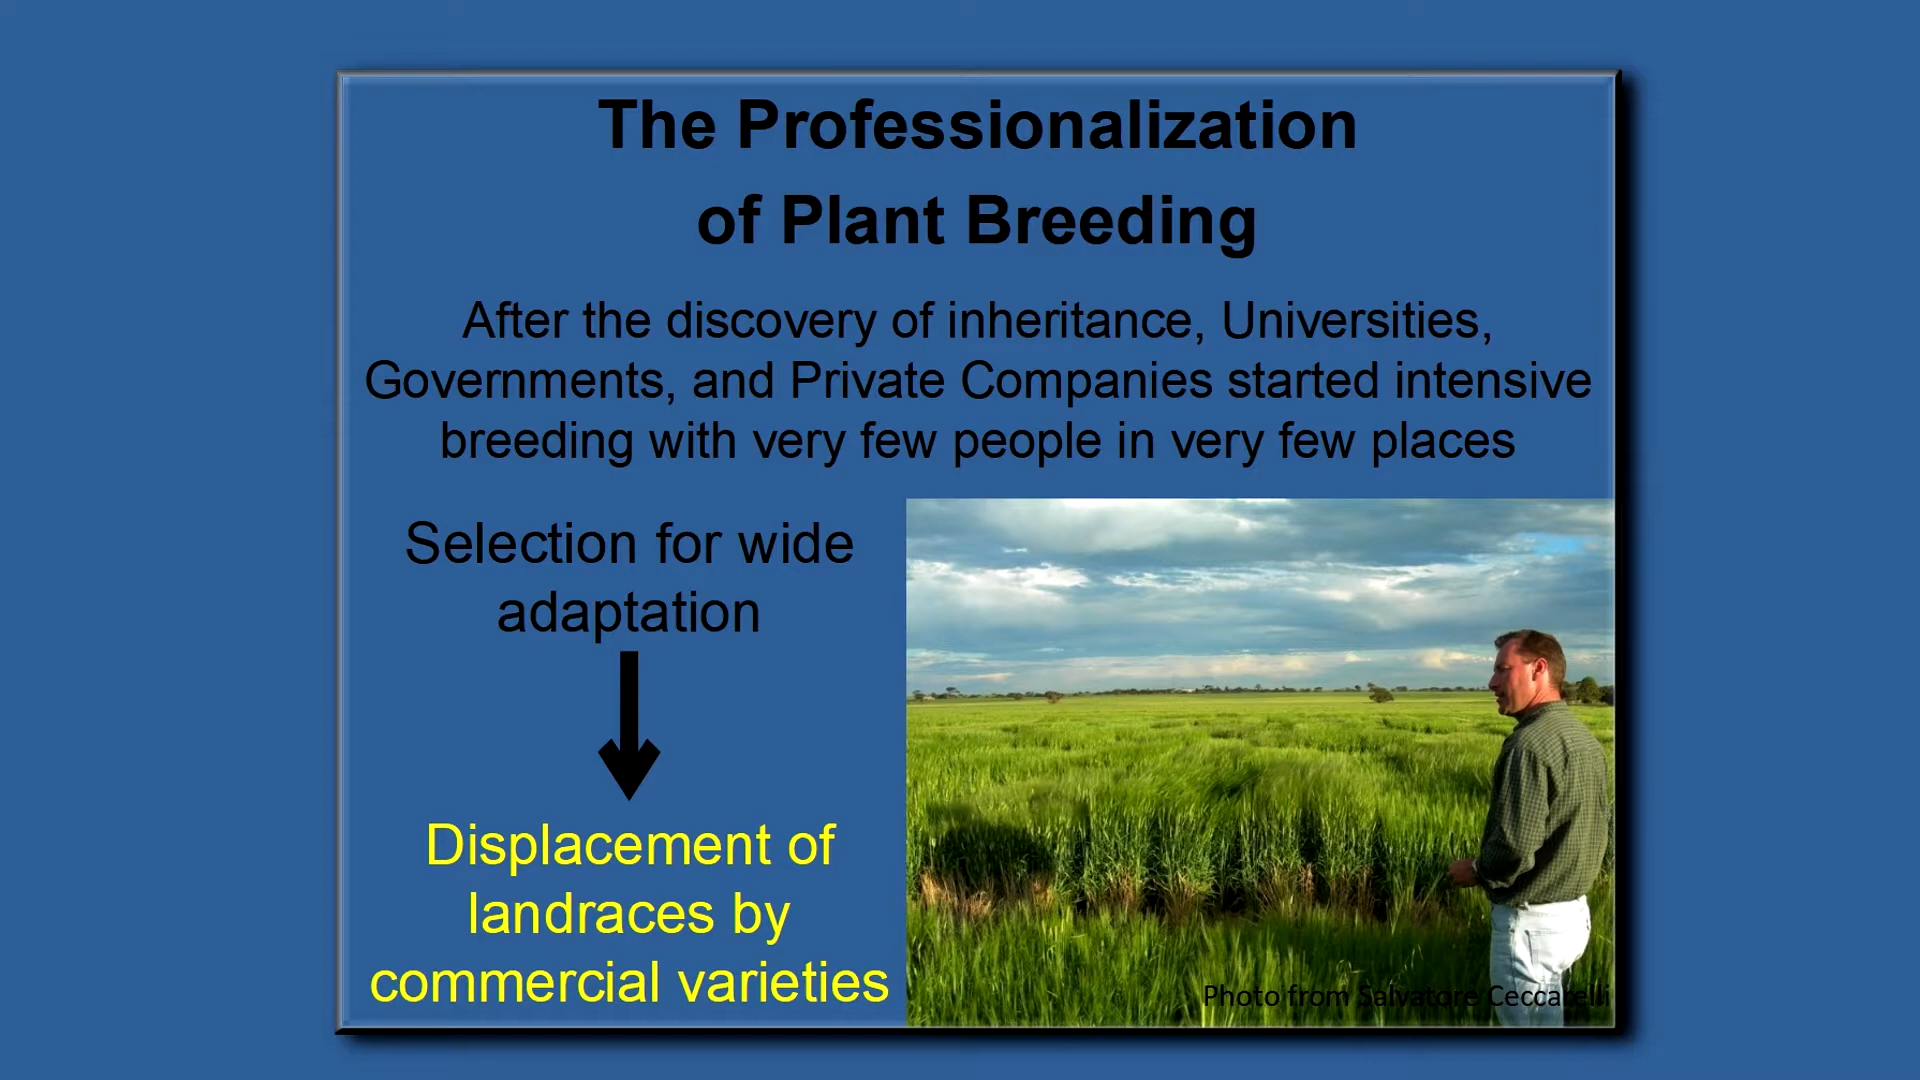 The Professionalization
of Plant Breeding
After the discovery of inheritance, Universities,
Governments, and Private Companies started intensive
breeding with very few people in very few places
Selection for wide
adaptation
Displacement of
landraces by
commercial varieties
Photo from Salvatore Ceccarelli